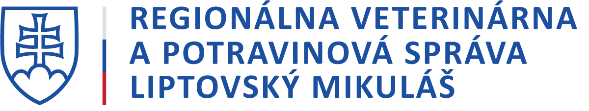 REGIONÁLNA VETERINÁRNA
A POTRAVINOVÁ SPRÁVA
LIPTOVSKÝ MIKULÁŠ